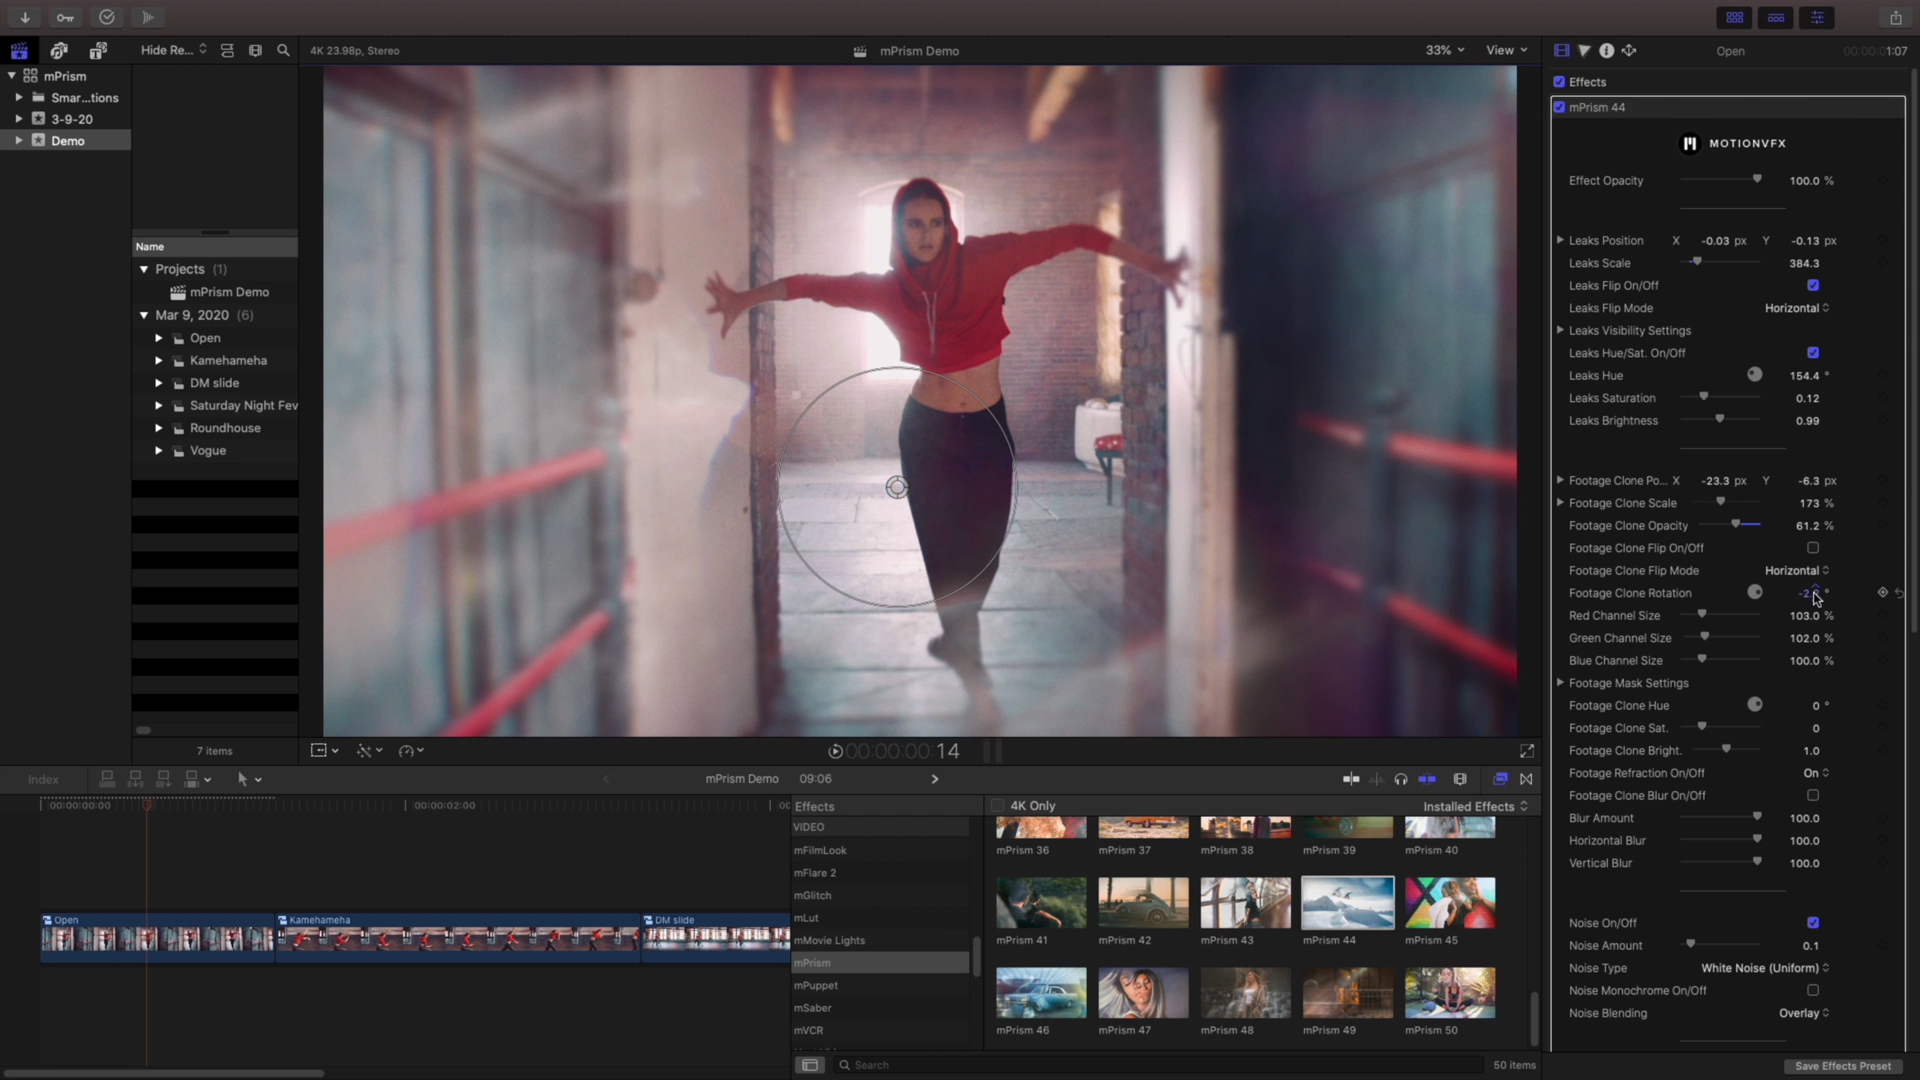 Hide Re...
4K 23.98p, Stereo
mPrism Demo
33%
View
Open
00:00:00:01:07
mPrism
Smar...tions
3-9-20
Demo
Name
Projects (1)
mPrism Demo
Mar 9, 2020 (6)
Open
Kamehameha
DM slide
Saturday Night Fev
Roundhouse
Vogue
7 items
00:00:00:00:14
Effects
mPrism 44
MOTIONVFX
Effect Opacity 100.0 %
Leaks Position X -0.03 px Y -0.13 px
Leaks Scale 384.3
Leaks Flip On/Off
Leaks Flip Mode Horizontal
Leaks Visibility Settings
Leaks Hue/Sat. On/Off
Leaks Hue 154.4 °
Leaks Saturation 0.12
Leaks Brightness 0.99
Footage Clone Po... X -23.3 px Y -6.3 px
Footage Clone Scale 173 %
Footage Clone Opacity 61.2 %
Footage Clone Flip On/Off
Footage Clone Flip Mode Horizontal
Footage Clone Rotation °
Red Channel Size 103.0 %
Green Channel Size 102.0 %
Blue Channel Size 100.0 %
Footage Mask Settings
Footage Clone Hue 0 °
Footage Clone Sat. 0
Footage Clone Bright. 1.0
Footage Refraction On/Off On
Footage Clone Blur On/Off
Blur Amount 100.0
Horizontal Blur 100.0
Vertical Blur 100.0
Noise On/Off
Noise Amount 0.1
Noise Type White Noise (Uniform)
Noise Monochrome On/Off
Noise Blending Overlay
Save Effects Preset
Index
mPrism Demo 09:06
00:00:00:00
00:00:02:00
Open
Kamehameha
DM slide
Effects
4K Only
Installed Effects
VIDEO
mFilmLook
mFlare 2
mGlitch
mLut
mMovie Lights
mPrism
mPuppet
mSaber
mVCR
mPrism 36
mPrism 37
mPrism 38
mPrism 39
mPrism 40
mPrism 41
mPrism 42
mPrism 43
mPrism 44
mPrism 45
mPrism 46
mPrism 47
mPrism 48
mPrism 49
mPrism 50
Search
50 items